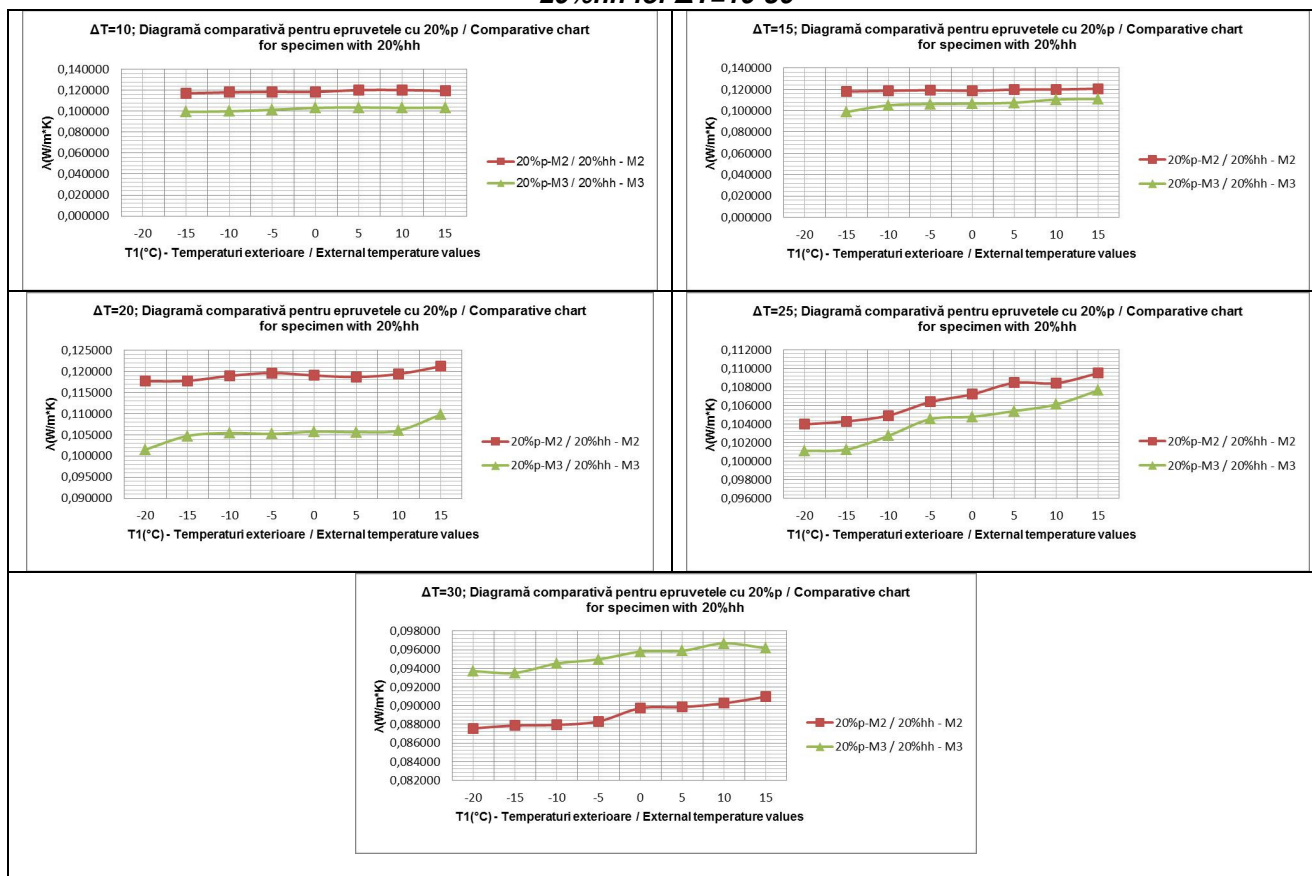 ΔT=10; Diagramă comparativă pentru epruvetele cu 20%p / Comparative chart
for specimen with 20%hh
0,140000
0,120000
0,100000
0,080000
0,060000
0,040000
0,020000
0,000000
λ(W/m*K)
20%p-M2 / 20%hh - M2
20%p-M3 / 20%hh - M3
-20 -15 -10 -5 0 5 10 15
T1(°C) - Temperaturi exterioare / External temperature values
ΔT=15; Diagramă comparativă pentru epruvetele cu 20%p / Comparative chart
for specimen with 20%hh
0,140000
0,120000
0,100000
0,080000
0,060000
0,040000
0,020000
0,000000
λ(W/m*K)
20%p-M2 / 20%hh - M2
20%p-M3 / 20%hh - M3
-20 -15 -10 -5 0 5 10 15
T1(°C) - Temperaturi exterioare / External temperature values
ΔT=20; Diagramă comparativă pentru epruvetele cu 20%p / Comparative chart
for specimen with 20%hh
0,125000
0,120000
0,115000
0,110000
0,105000
0,100000
0,095000
0,090000
λ(W/m*K)
20%p-M2 / 20%hh - M2
20%p-M3 / 20%hh - M3
-20 -15 -10 -5 0 5 10 15
T1(°C) - Temperaturi exterioare / External temperature values
ΔT=25; Diagramă comparativă pentru epruvetele cu 20%p / Comparative chart
for specimen with 20%hh
0,112000
0,110000
0,108000
0,106000
0,104000
0,102000
0,100000
0,098000
0,096000
λ(W/m*K)
20%p-M2 / 20%hh - M2
20%p-M3 / 20%hh - M3
-20 -15 -10 -5 0 5 10 15
T1(°C) - Temperaturi exterioare / External temperature values
ΔT=30; Diagramă comparativă pentru epruvetele cu 20%p / Comparative chart
for specimen with 20%hh
0,098000
0,096000
0,094000
0,092000
0,090000
0,088000
0,086000
0,084000
0,082000
λ(W/m*K)
20%p-M2 / 20%hh - M2
20%p-M3 / 20%hh - M3
-20 -15 -10 -5 0 5 10 15
T1(°C) - Temperaturi exterioare / External temperature values